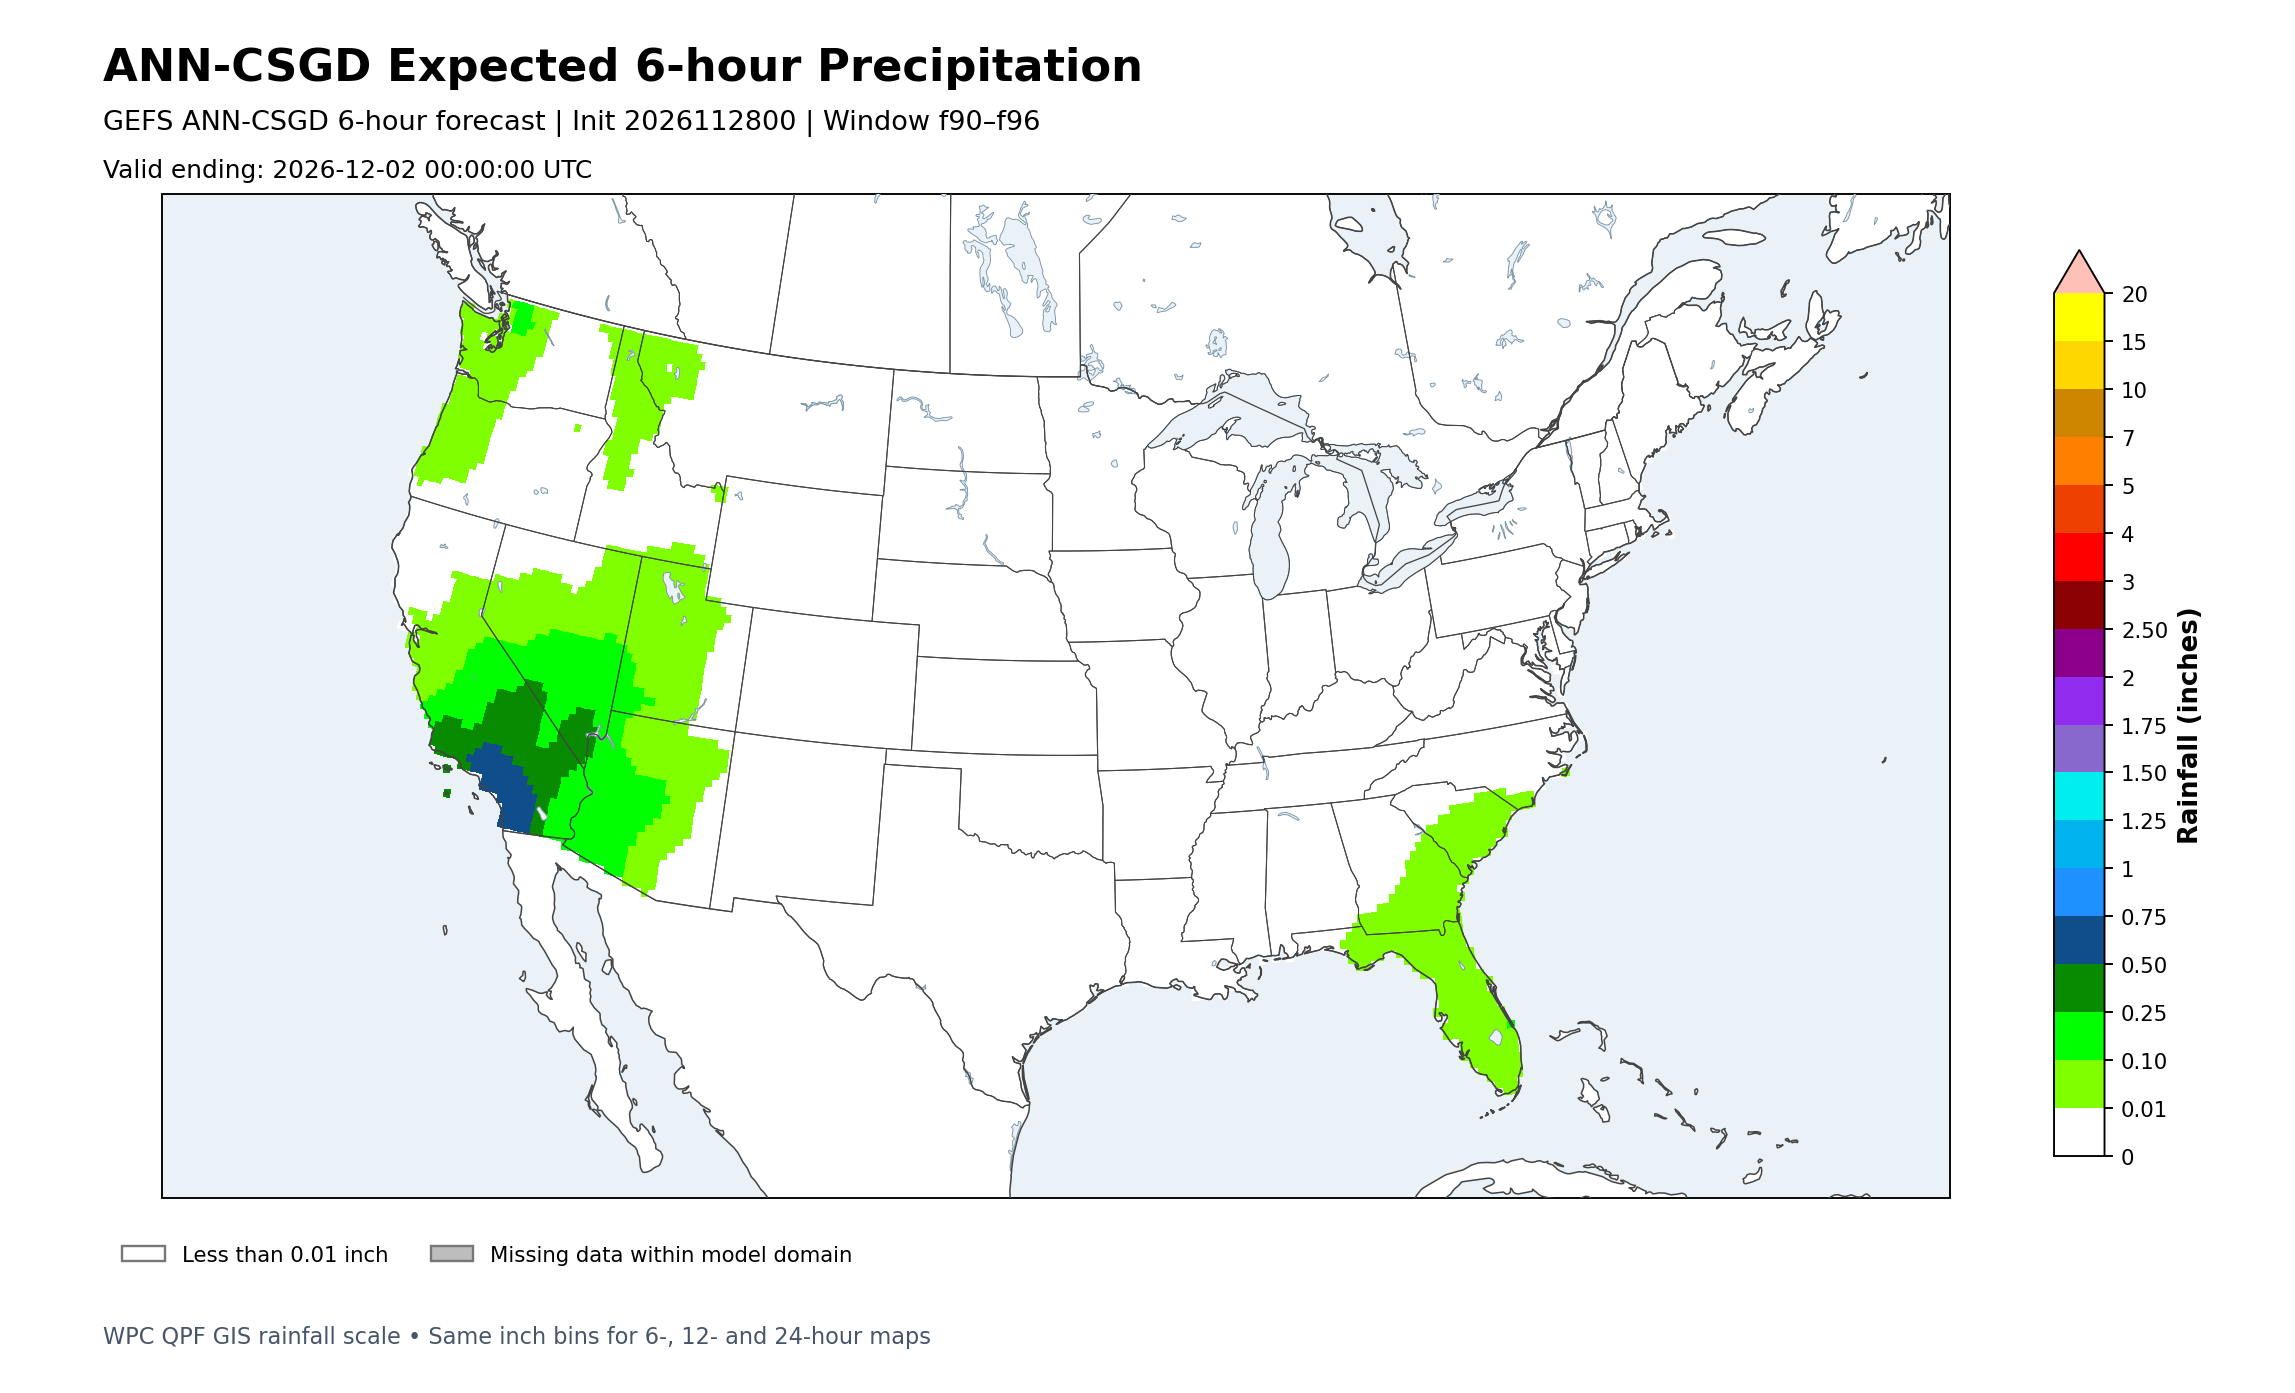 ANN-CSGD Expected 6-hour Precipitation
GEFS ANN-CSGD 6-hour forecast | Init 2026112800 | Window f90–f96
Valid ending: 2026-12-02 00:00:00 UTC
20
15
10
7
5
4
3
2.50
2
1.75
1.50
1.25
1
0.75
0.50
0.25
0.10
0.01
0
Rainfall (inches)
Less than 0.01 inch
Missing data within model domain
WPC QPF GIS rainfall scale • Same inch bins for 6-, 12- and 24-hour maps